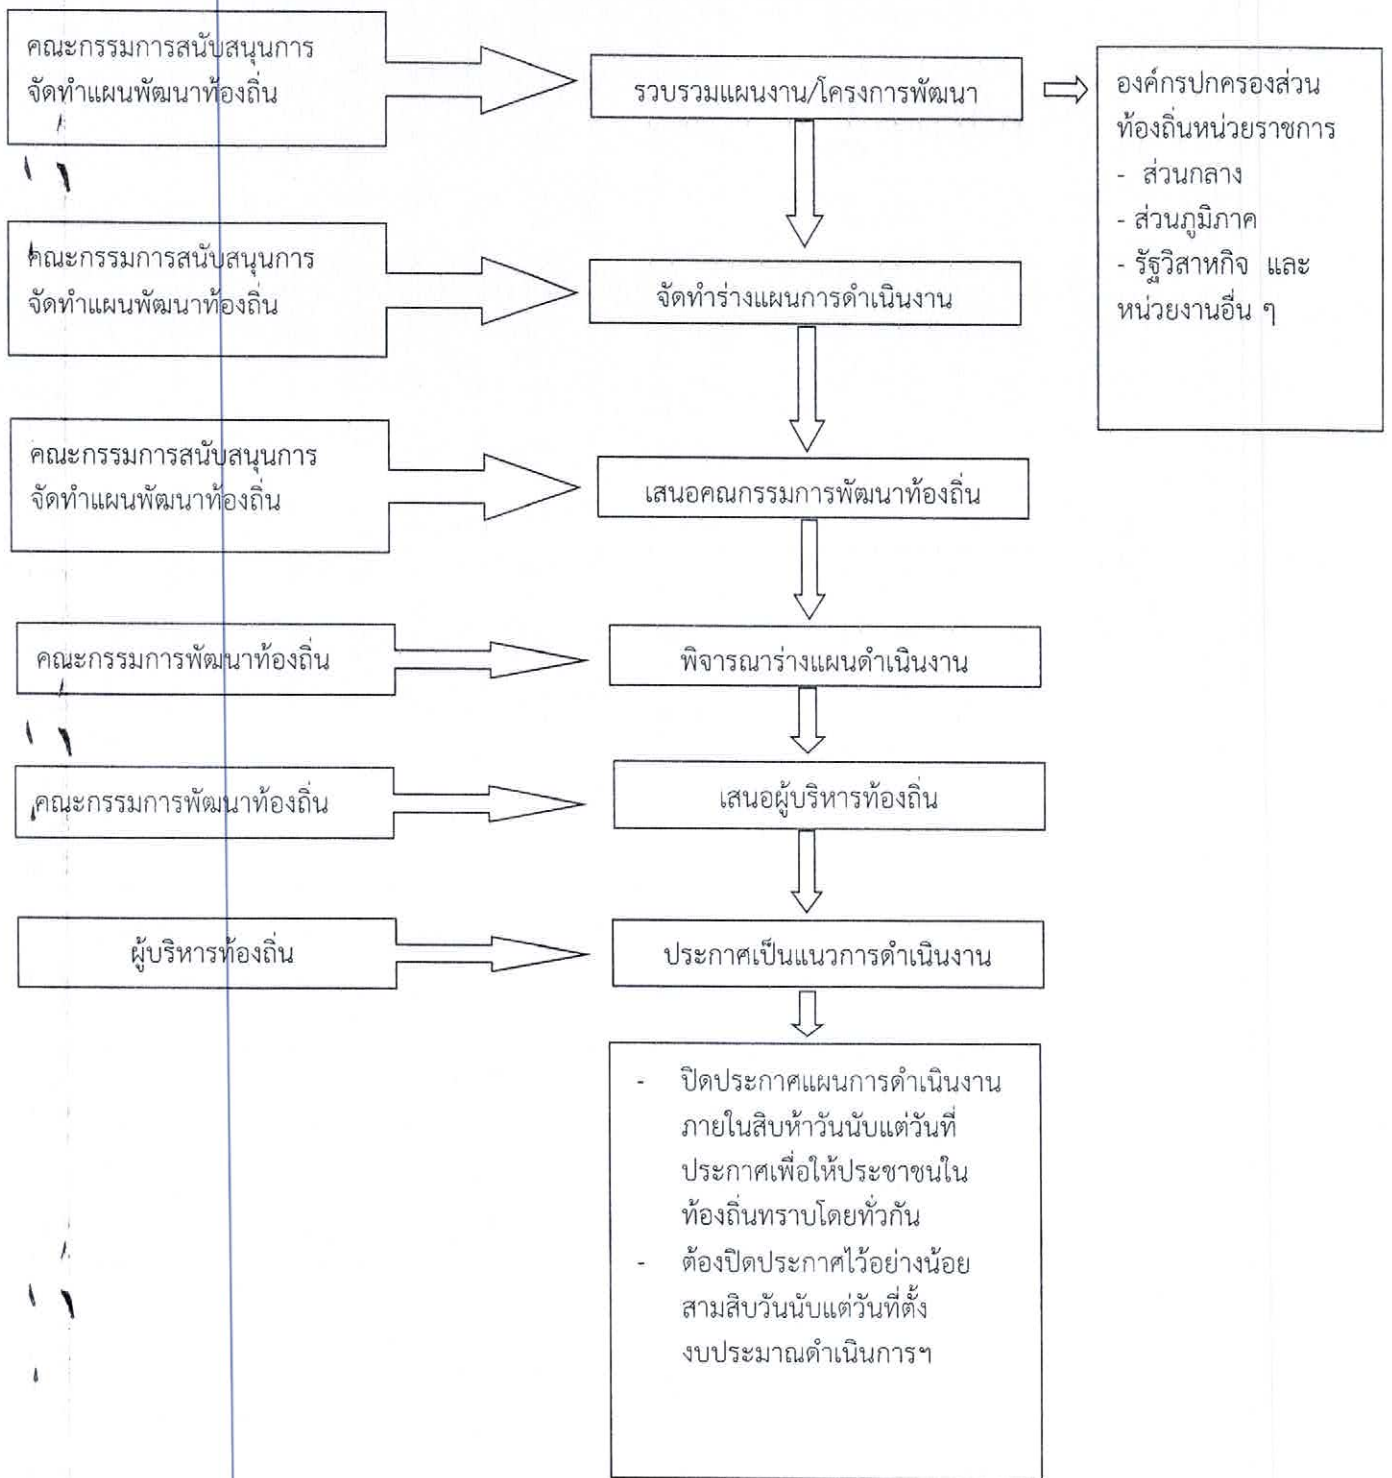 คณะกรรมการสนับสนุนการ
จัดทำแผนพัฒนาท้องถิ่น
รวบรวมแผนงาน/โครงการพัฒนา
องค์กรปกครองส่วน
ท้องถิ่นหน่วยราชการ
- ส่วนกลาง
- ส่วนภูมิภาค
- รัฐวิสาหกิจ และ
หน่วยงานอื่น ๆ
คณะกรรมการสนับสนุนการ
จัดทำแผนพัฒนาท้องถิ่น
จัดทำร่างแผนการดำเนินงาน
คณะกรรมการสนับสนุนการ
จัดทำแผนพัฒนาท้องถิ่น
เสนอคณกรรมการพัฒนาท้องถิ่น
คณะกรรมการพัฒนาท้องถิ่น
พิจารณาร่างแผนดำเนินงาน
คณะกรรมการพัฒนาท้องถิ่น
เสนอผู้บริหารท้องถิ่น
ผู้บริหารท้องถิ่น
ประกาศเป็นแนวการดำเนินงาน
- ปิดประกาศแผนการดำเนินงาน
ภายในสิบห้าวันนับแต่วันที่
ประกาศเพื่อให้ประชาชนใน
ท้องถิ่นทราบโดยทั่วกัน
- ต้องปิดประกาศไว้อย่างน้อย
สามสิบวันนับแต่วันที่ตั้ง
งบประมาณดำเนินการฯ